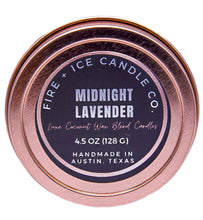 FIRE + ICE CANDLE CO.
MIDNIGHT
LAVENDER
Luxe Coconut Wax Blend Candles
4.5 OZ (128 G)
HANDMADE IN
AUSTIN, TEXAS